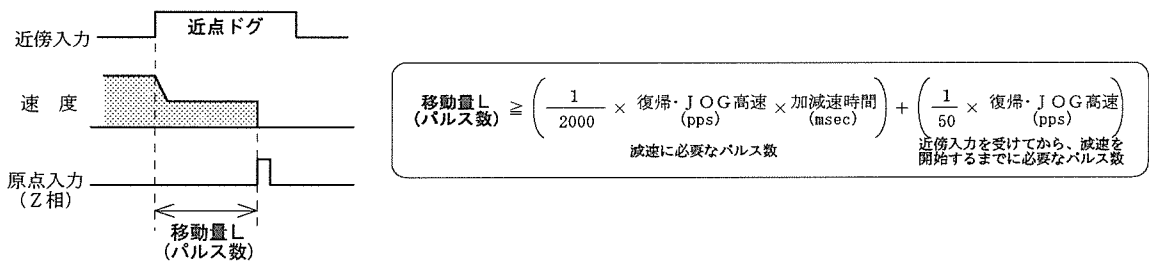 近傍入力
近点ドグ
速 度
原点入力
(Z相)
移動量L
(パルス数)
移動量L
(パルス数) ≧ ( 1/2000 × 復帰・JOG高速 (pps) × 加減速時間 (msec) ) + ( 1/50 × 復帰・JOG高速 (pps) )
減速に必要なパルス数
近傍入力を受けてから、減速を
開始するまでに必要なパルス数